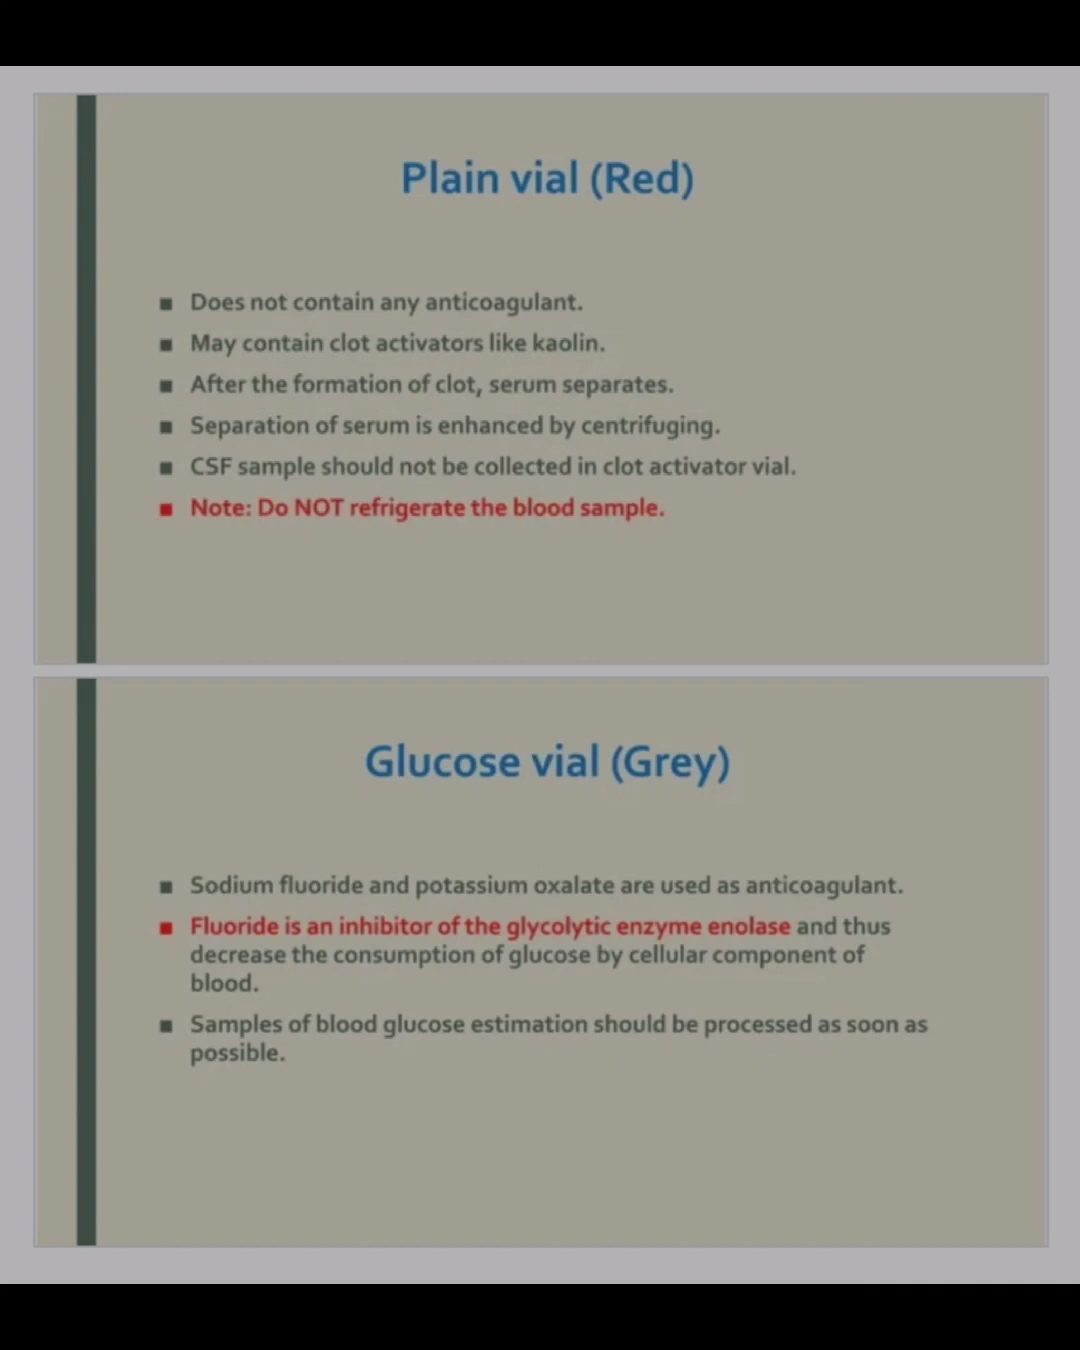 Plain vial (Red)
■ Does not contain any anticoagulant.
■ May contain clot activators like kaolin.
■ After the formation of clot, serum separates.
■ Separation of serum is enhanced by centrifuging.
■ CSF sample should not be collected in clot activator vial.
■ Note: Do NOT refrigerate the blood sample.
Glucose vial (Grey)
■ Sodium fluoride and potassium oxalate are used as anticoagulant.
■ Fluoride is an inhibitor of the glycolytic enzyme enolase and thus
decrease the consumption of glucose by cellular component of
blood.
■ Samples of blood glucose estimation should be processed as soon as
possible.